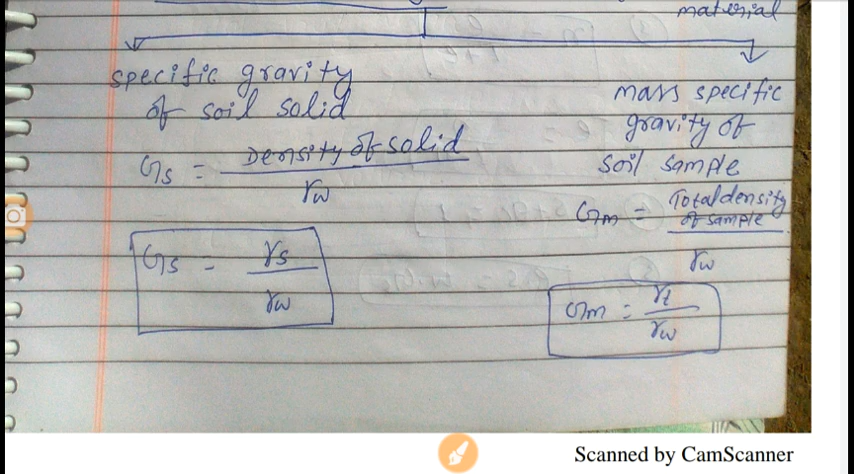 material
specific gravity
of soil solid
Gs = Density of solid / γw
Gs = γs / γw
mass specific
gravity of
soil sample
Gm = Total density of sample / γw
Gm = γt / γw
Scanned by CamScanner